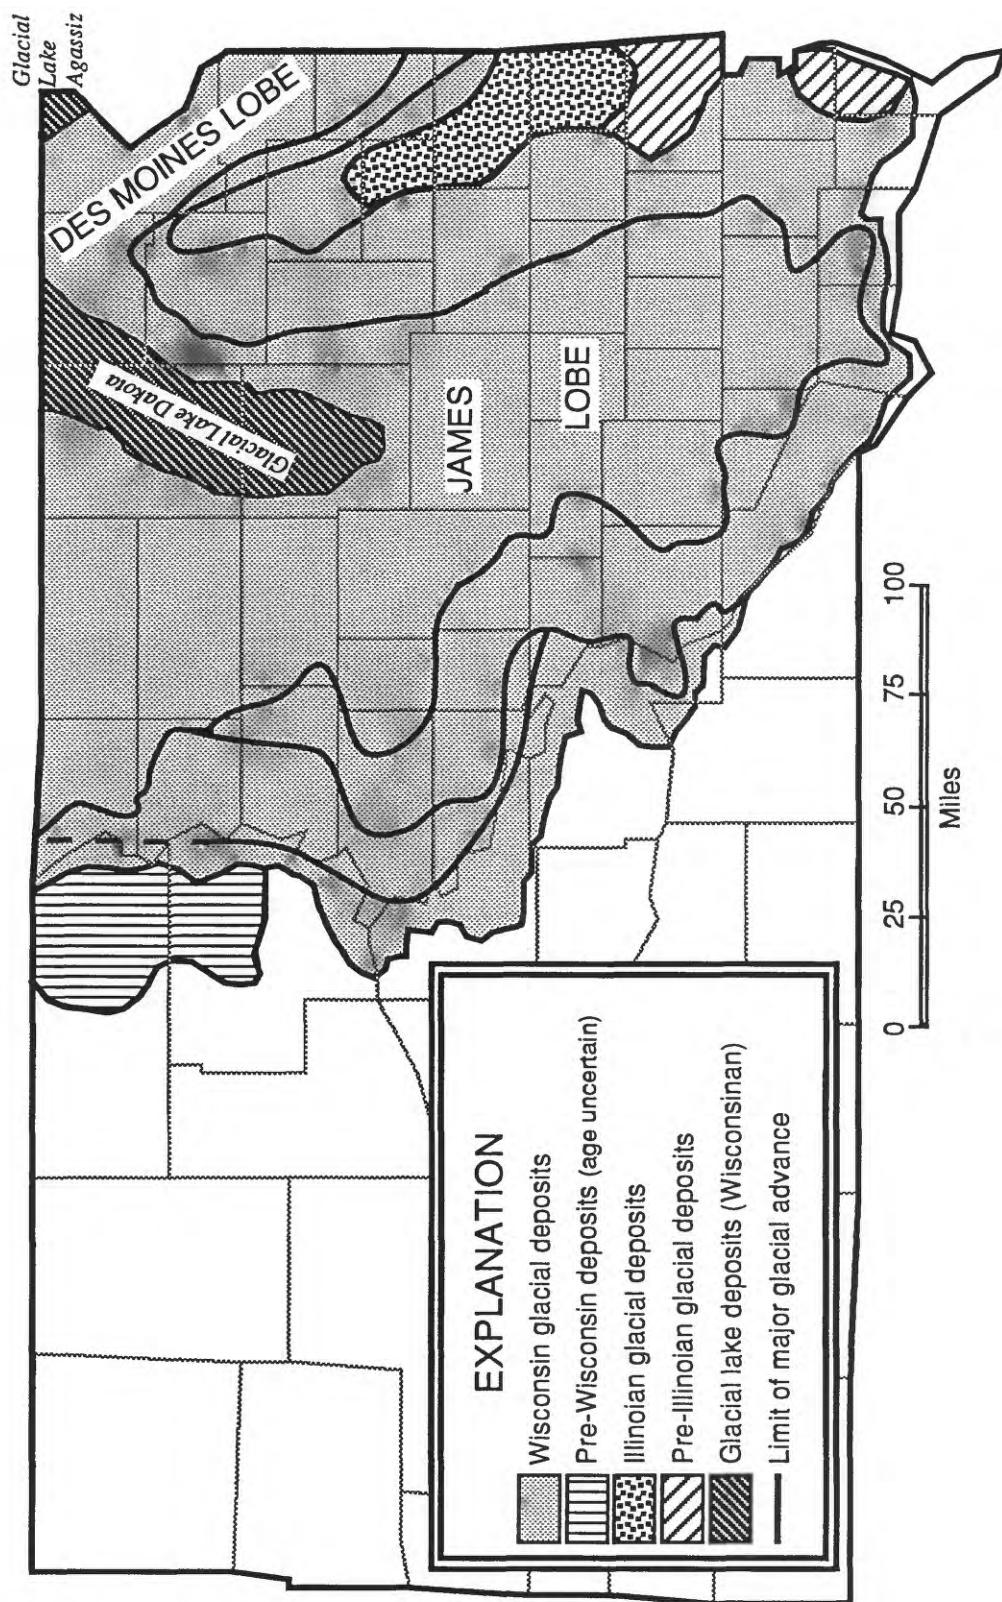 Glacial
Lake
Agassiz
DES MOINES LOBE
Glacial Lake Dakota
JAMES
LOBE
EXPLANATION
Wisconsin glacial deposits
Pre-Wisconsin deposits (age uncertain)
Illinoian glacial deposits
Pre-Illinoian glacial deposits
Glacial lake deposits (Wisconsinan)
Limit of major glacial advance
0 25 50 75 100
Miles